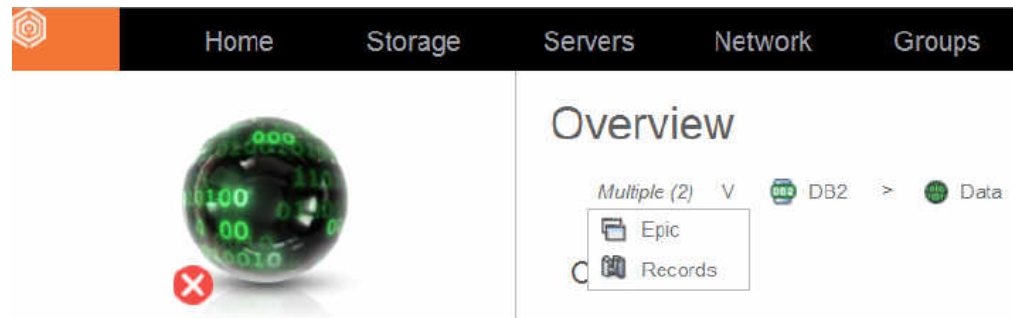 Home Storage Servers Network Groups
Overview
Multiple (2) V DB2 > Data
Epic
Records